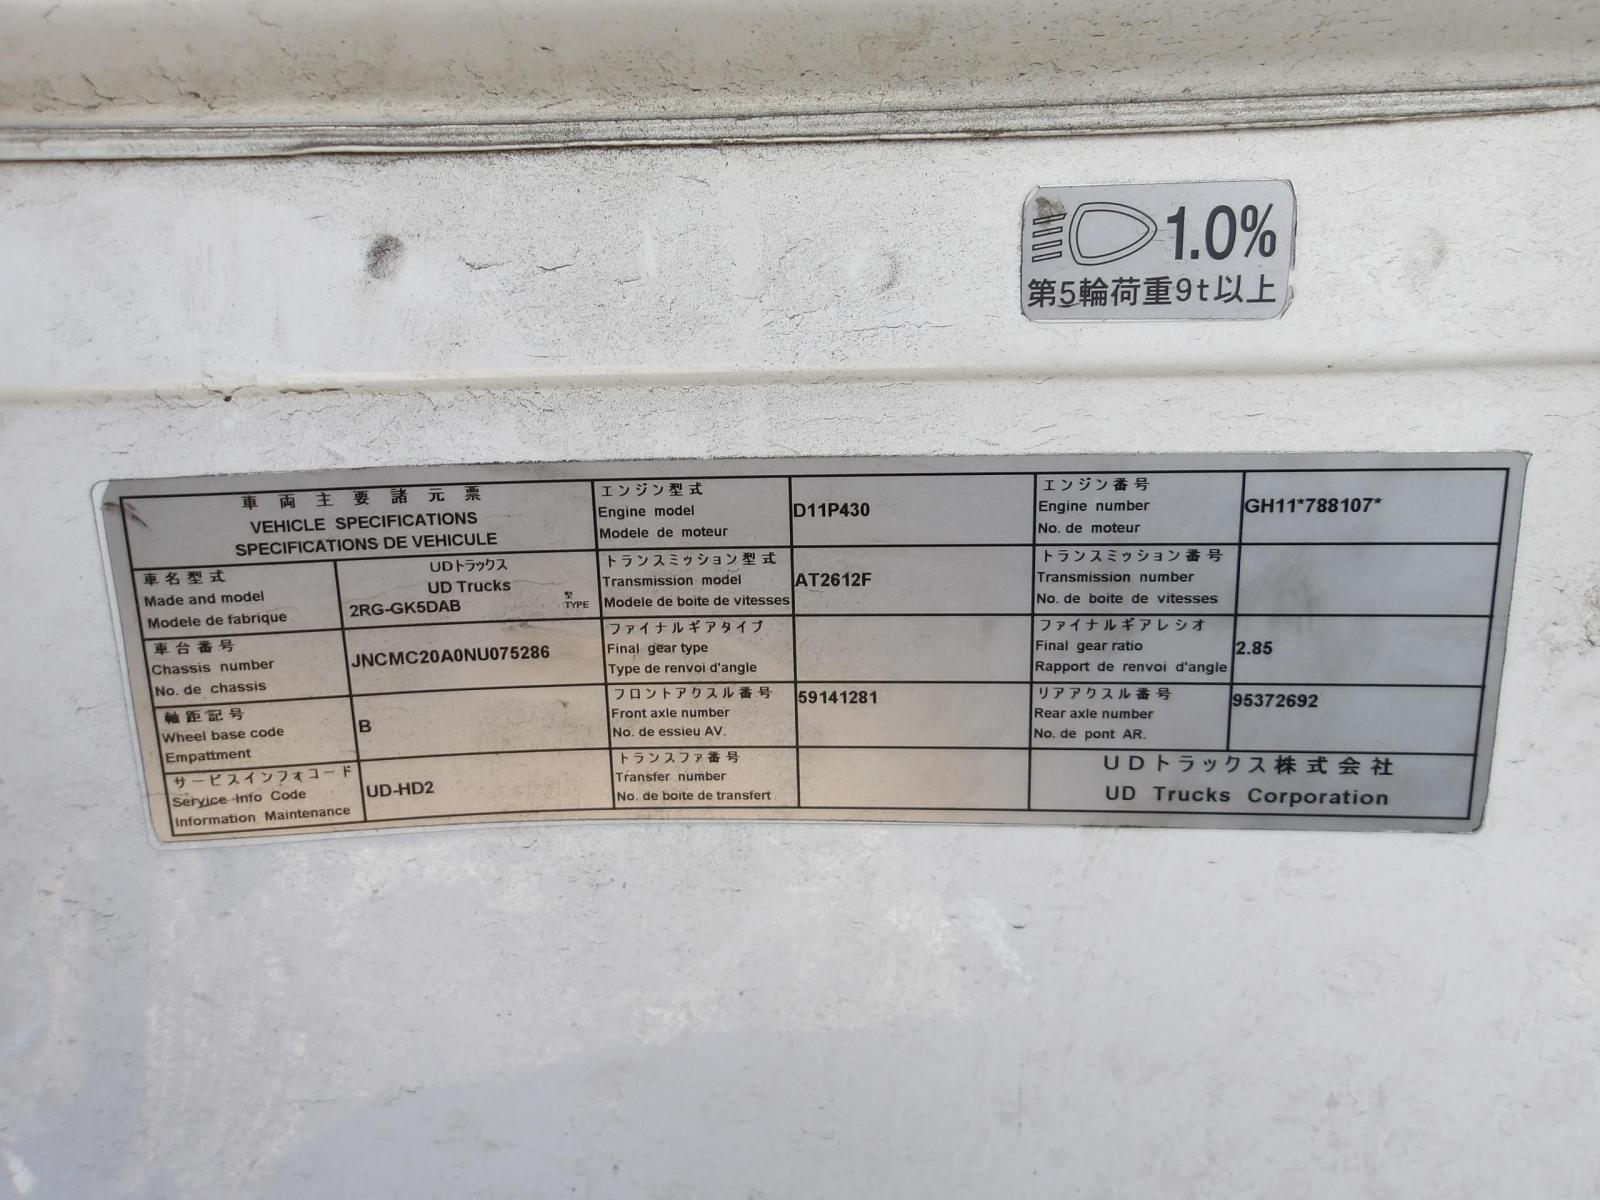 1.0%
第5輪荷重9t以上
車両主要諸元票
VEHICLE SPECIFICATIONS
SPECIFICATIONS DE VEHICULE
車名型式
Made and model
Modele de fabrique
UDトラックス
UD Trucks
2RG-GK5DAB
型
TYPE
車台番号
Chassis number
No. de chassis
JNCMC20A0NU075286
軸距記号
Wheel base code
Empattment
B
サービスインフォコード
Service Info Code
Information Maintenance
UD-HD2
エンジン型式
Engine model
Modele de moteur
D11P430
トランスミッション型式
Transmission model
Modele de boite de vitesses
AT2612F
ファイナルギアタイプ
Final gear type
Type de renvoi d'angle
フロントアクスル番号
Front axle number
No. de essieu AV.
59141281
トランスファ番号
Transfer number
No. de boite de transfert
エンジン番号
Engine number
No. de moteur
GH11*788107*
トランスミッション番号
Transmission number
No. de boite de vitesses
ファイナルギアレシオ
Final gear ratio
Rapport de renvoi d'angle
2.85
リアアクスル番号
Rear axle number
No. de pont AR.
95372692
UDトラックス株式会社
UD Trucks Corporation